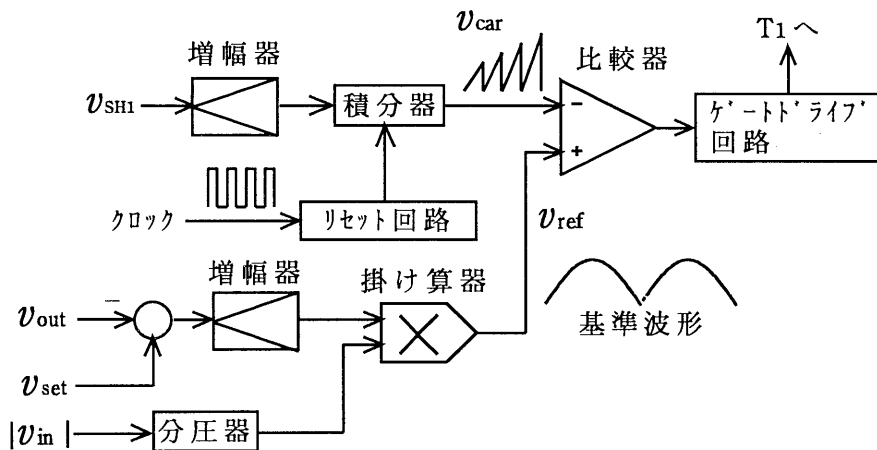 v_car
T1へ
増幅器
比較器
v_SH1
積分器
−
ｹﾞｰﾄﾄﾞﾗｲﾌﾞ
回路
+
クロック
ﾘｾｯﾄ回路
v_ref
増幅器
掛け算器
−
v_out
基準波形
v_set
|v_in|
分圧器